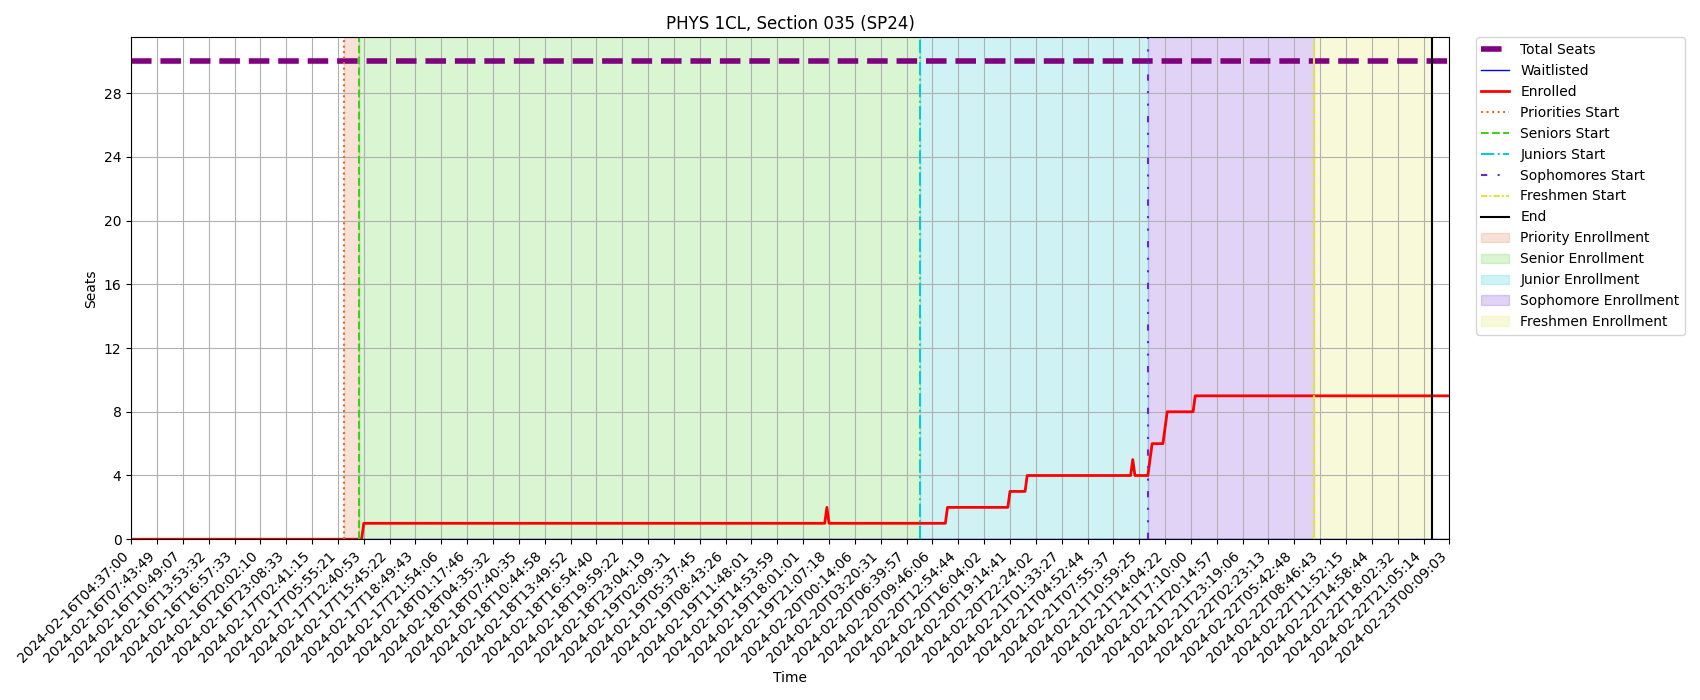 PHYS 1CL, Section 035 (SP24)
Total Seats
Waitlisted
Enrolled
Priorities Start
Seniors Start
Juniors Start
Sophomores Start
Freshmen Start
End
Priority Enrollment
Senior Enrollment
Junior Enrollment
Sophomore Enrollment
Freshmen Enrollment
Seats
28
24
20
16
12
8
4
0
2024-02-16T04:37:00
2024-02-16T07:43:49
2024-02-16T10:49:07
2024-02-16T13:53:32
2024-02-16T16:57:33
2024-02-16T20:02:10
2024-02-16T23:08:33
2024-02-17T02:41:15
2024-02-17T05:55:21
2024-02-17T12:40:53
2024-02-17T15:45:22
2024-02-17T18:49:43
2024-02-17T21:54:06
2024-02-18T01:17:46
2024-02-18T04:35:32
2024-02-18T07:40:35
2024-02-18T10:44:58
2024-02-18T13:49:52
2024-02-18T16:54:40
2024-02-18T19:59:22
2024-02-18T23:04:19
2024-02-19T02:09:31
2024-02-19T05:37:45
2024-02-19T08:43:26
2024-02-19T11:48:01
2024-02-19T14:53:59
2024-02-19T18:01:01
2024-02-19T21:07:18
2024-02-20T00:14:06
2024-02-20T03:20:31
2024-02-20T06:39:57
2024-02-20T09:46:06
2024-02-20T12:54:44
2024-02-20T16:04:02
2024-02-20T19:14:41
2024-02-20T22:24:02
2024-02-21T01:33:27
2024-02-21T04:52:44
2024-02-21T07:55:37
2024-02-21T10:59:25
2024-02-21T14:04:22
2024-02-21T17:10:00
2024-02-21T20:14:57
2024-02-21T23:19:06
2024-02-22T02:23:13
2024-02-22T05:42:48
2024-02-22T08:46:43
2024-02-22T11:52:15
2024-02-22T14:58:44
2024-02-22T18:02:32
2024-02-22T21:05:14
2024-02-23T00:09:03
Time